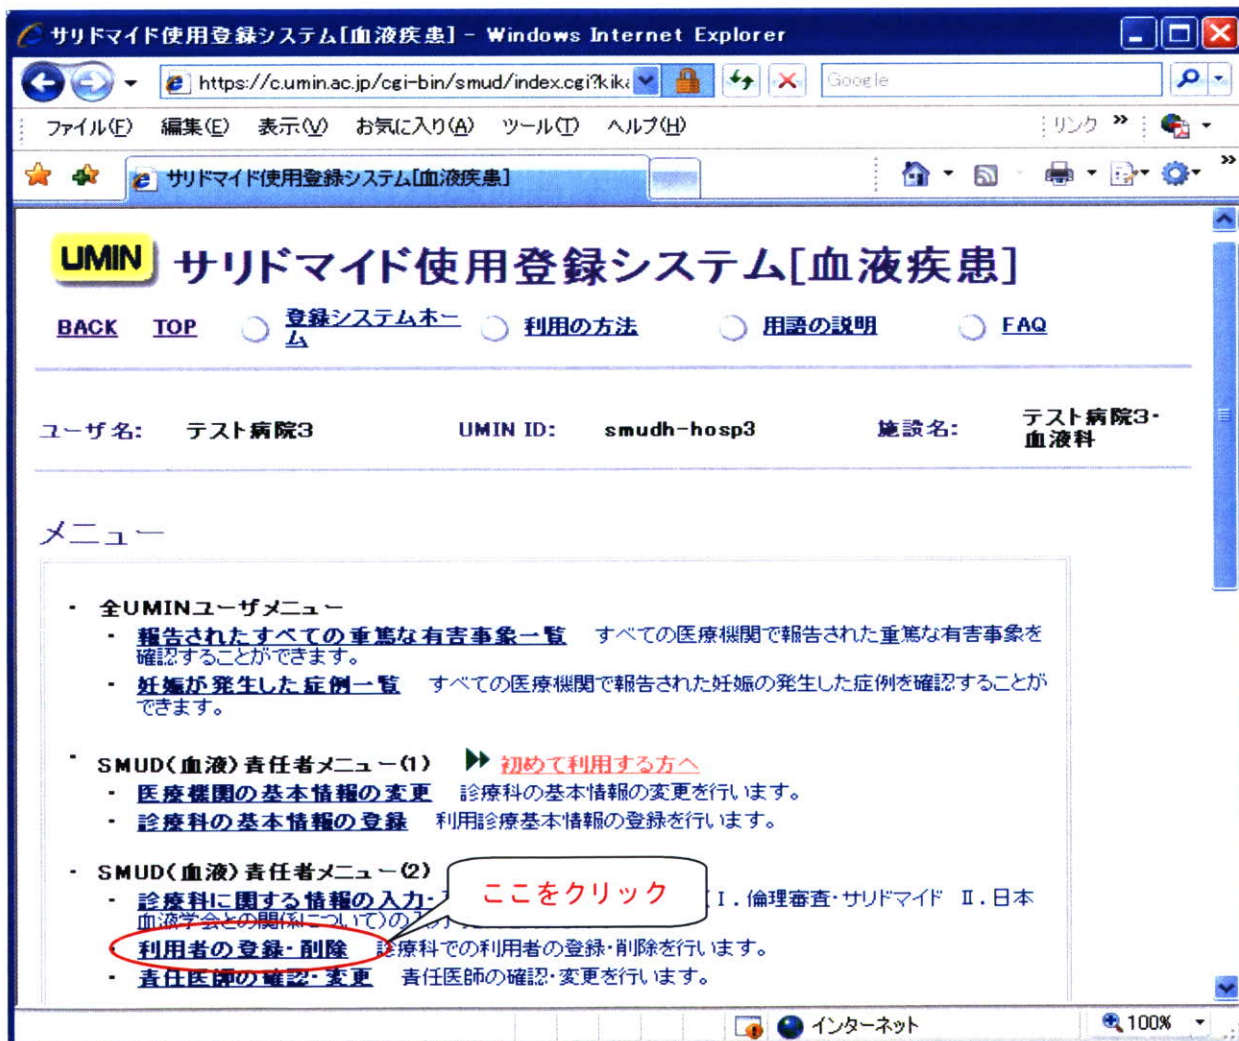 サリドマイド使用登録システム[血液疾患] - Windows Internet Explorer
https://c.umin.ac.jp/cgi-bin/smud/index.cgi?kik
Google
ファイル(F) 編集(E) 表示(V) お気に入り(A) ツール(T) ヘルプ(H) リンク »
サリドマイド使用登録システム[血液疾患] »
UMIN サリドマイド使用登録システム[血液疾患]
BACK TOP 登録システムホー
ム 利用の方法 用語の説明 FAQ
ユーザ名: テスト病院3 UMIN ID: smudh-hosp3 施設名: テスト病院3・
血液科
メニュー
・ 全UMINユーザメニュー
・ 報告されたすべての重篤な有害事象一覧 すべての医療機関で報告された重篤な有害事象を
確認することができます。
・ 妊娠が発生した症例一覧 すべての医療機関で報告された妊娠の発生した症例を確認することが
できます。
・ SMUD(血液)責任者メニュー(1) 初めて利用する方へ
・ 医療機関の基本情報の変更 診療科の基本情報の変更を行います。
・ 診療科の基本情報の登録 利用診療基本情報の登録を行います。
・ SMUD(血液)責任者メニュー(2)
ここをクリック
・ 診療科に関する情報の入力・ Ⅰ.倫理審査・サリドマイド Ⅱ.日本
血液学会との関係について)の
・ 利用者の登録・削除 診療科での利用者の登録・削除を行います。
・ 責任医師の確認・変更 責任医師の確認・変更を行います。
インターネット 100%